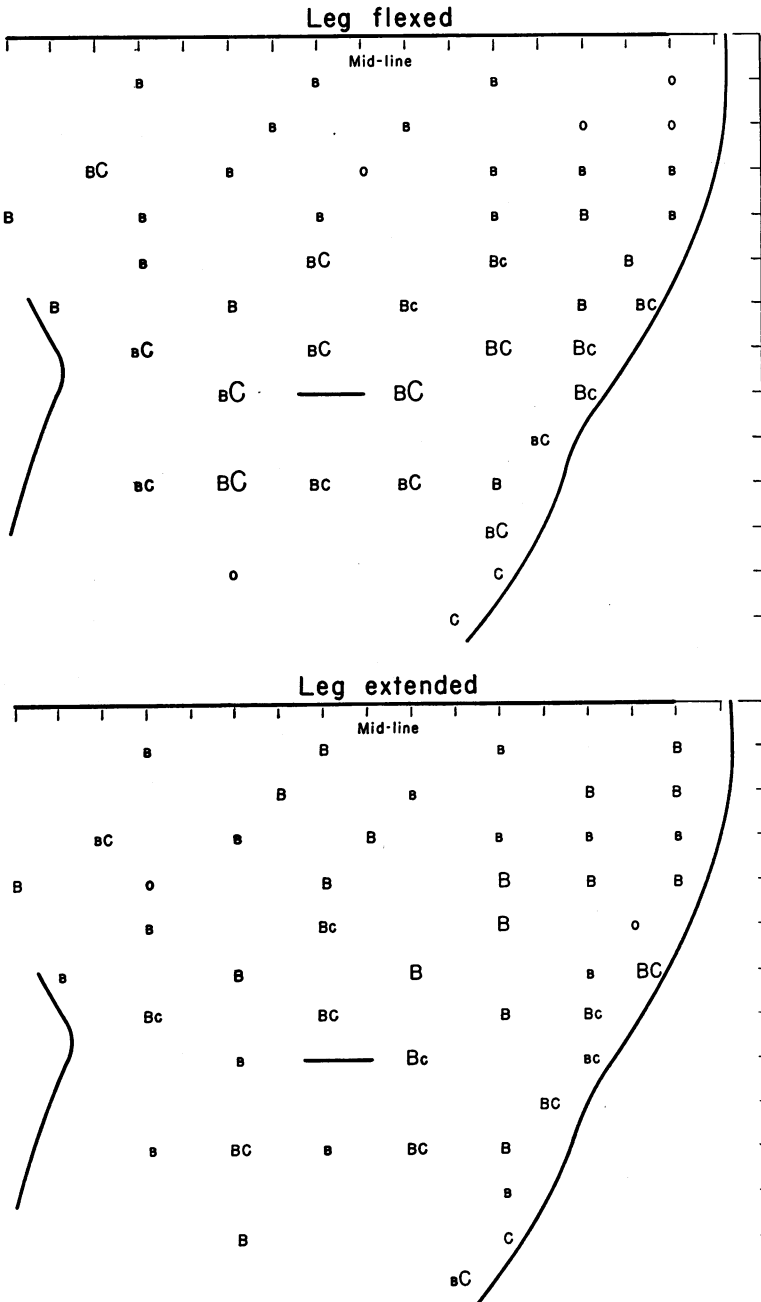 Leg flexed
Mid-line
B B B O
B B O O
BC B O B B B
B B B B B B
B BC Bc B
B B Bc B BC
BC BC BC Bc
BC BC Bc
BC
BC BC BC BC B
BC
O C
C
Leg extended
Mid-line
B B B B
B B B B
BC B B B B B
B O B B B B
B Bc B O
B B B B BC
Bc BC B Bc
B Bc BC
BC
B BC B BC B
B
B C
BC